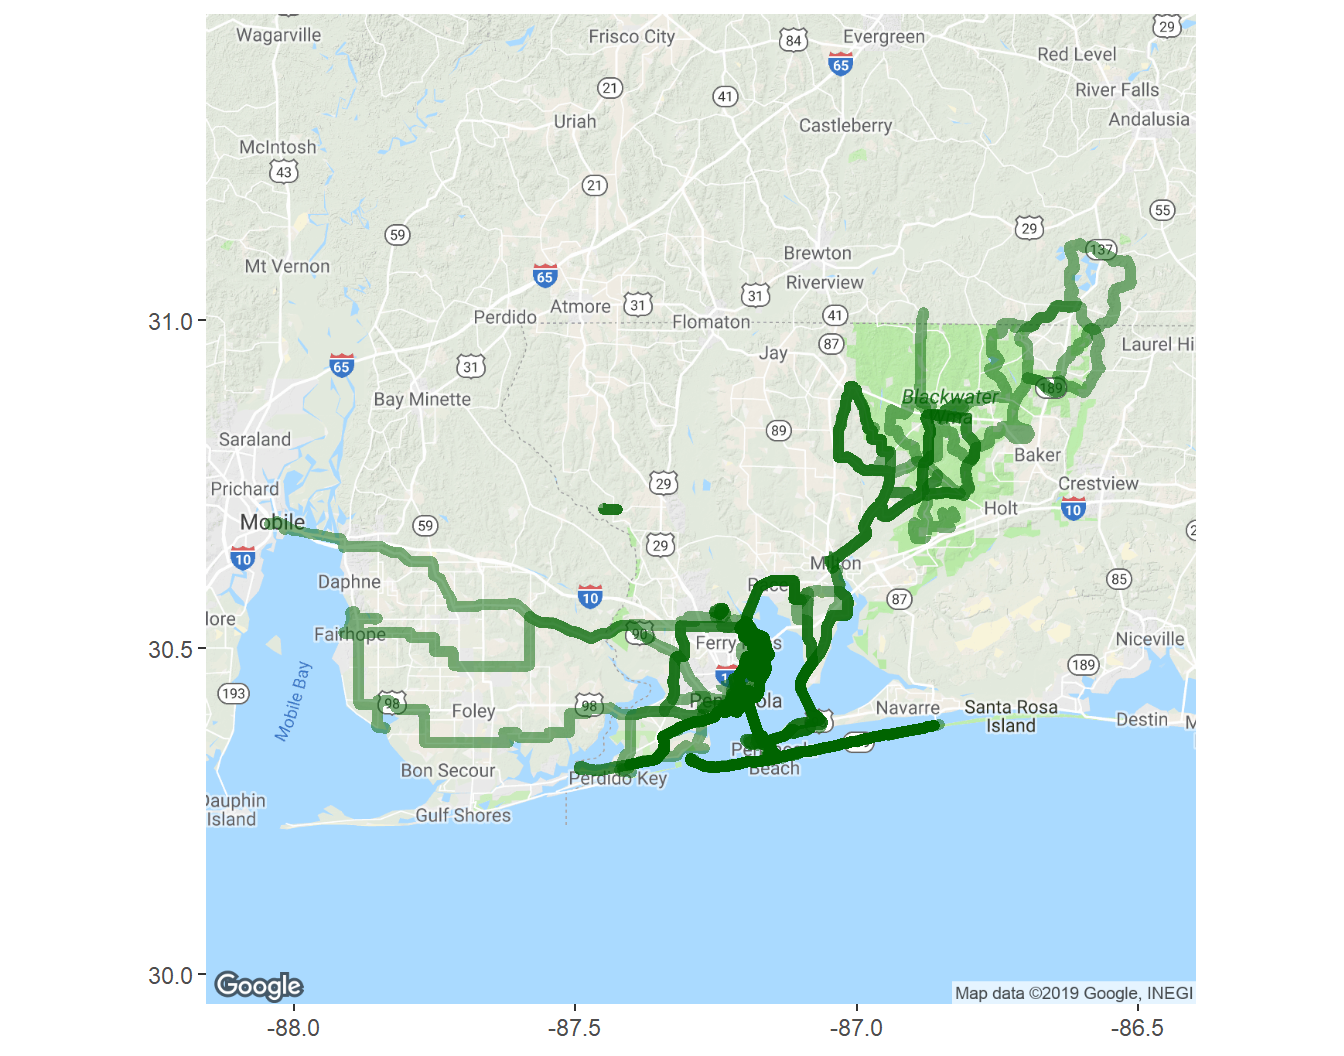 Wagarville
Frisco City
84
Evergreen
29
65
Red Level
21
41
River Falls
Uriah
Castleberry
Andalusia
McIntosh
43
21
55
59
29
137
Mt Vernon
Brewton
65
Riverview
Atmore
31
31
31.0
Perdido
Flomaton
41
87
Laurel Hi
65
31
Jay
189
Bay Minette
Blackwater
89
Saraland
Baker
Prichard
29
Crestview
Holt
10
Mobile
59
29
10
Milton
Daphne
85
10
87
lore
Fairhope
90
30.5
Ferry Pass
Niceville
193
98
98
189
Mobile Bay
Foley
Pensacola
Navarre
Santa Rosa
Island
Destin
M
Bon Secour
Perdido Key
Pensacola
Beach
Dauphin
Island
Gulf Shores
30.0
Google
Map data ©2019 Google, INEGI
-88.0
-87.5
-87.0
-86.5